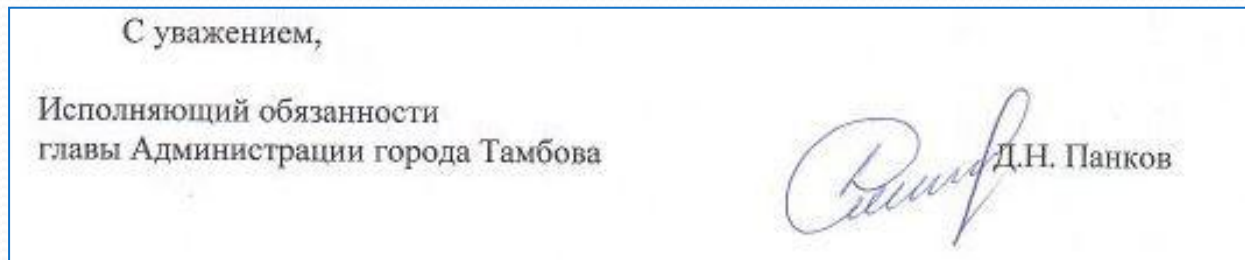 С уважением,
Исполняющий обязанности
главы Администрации города Тамбова
Д.Н. Панков